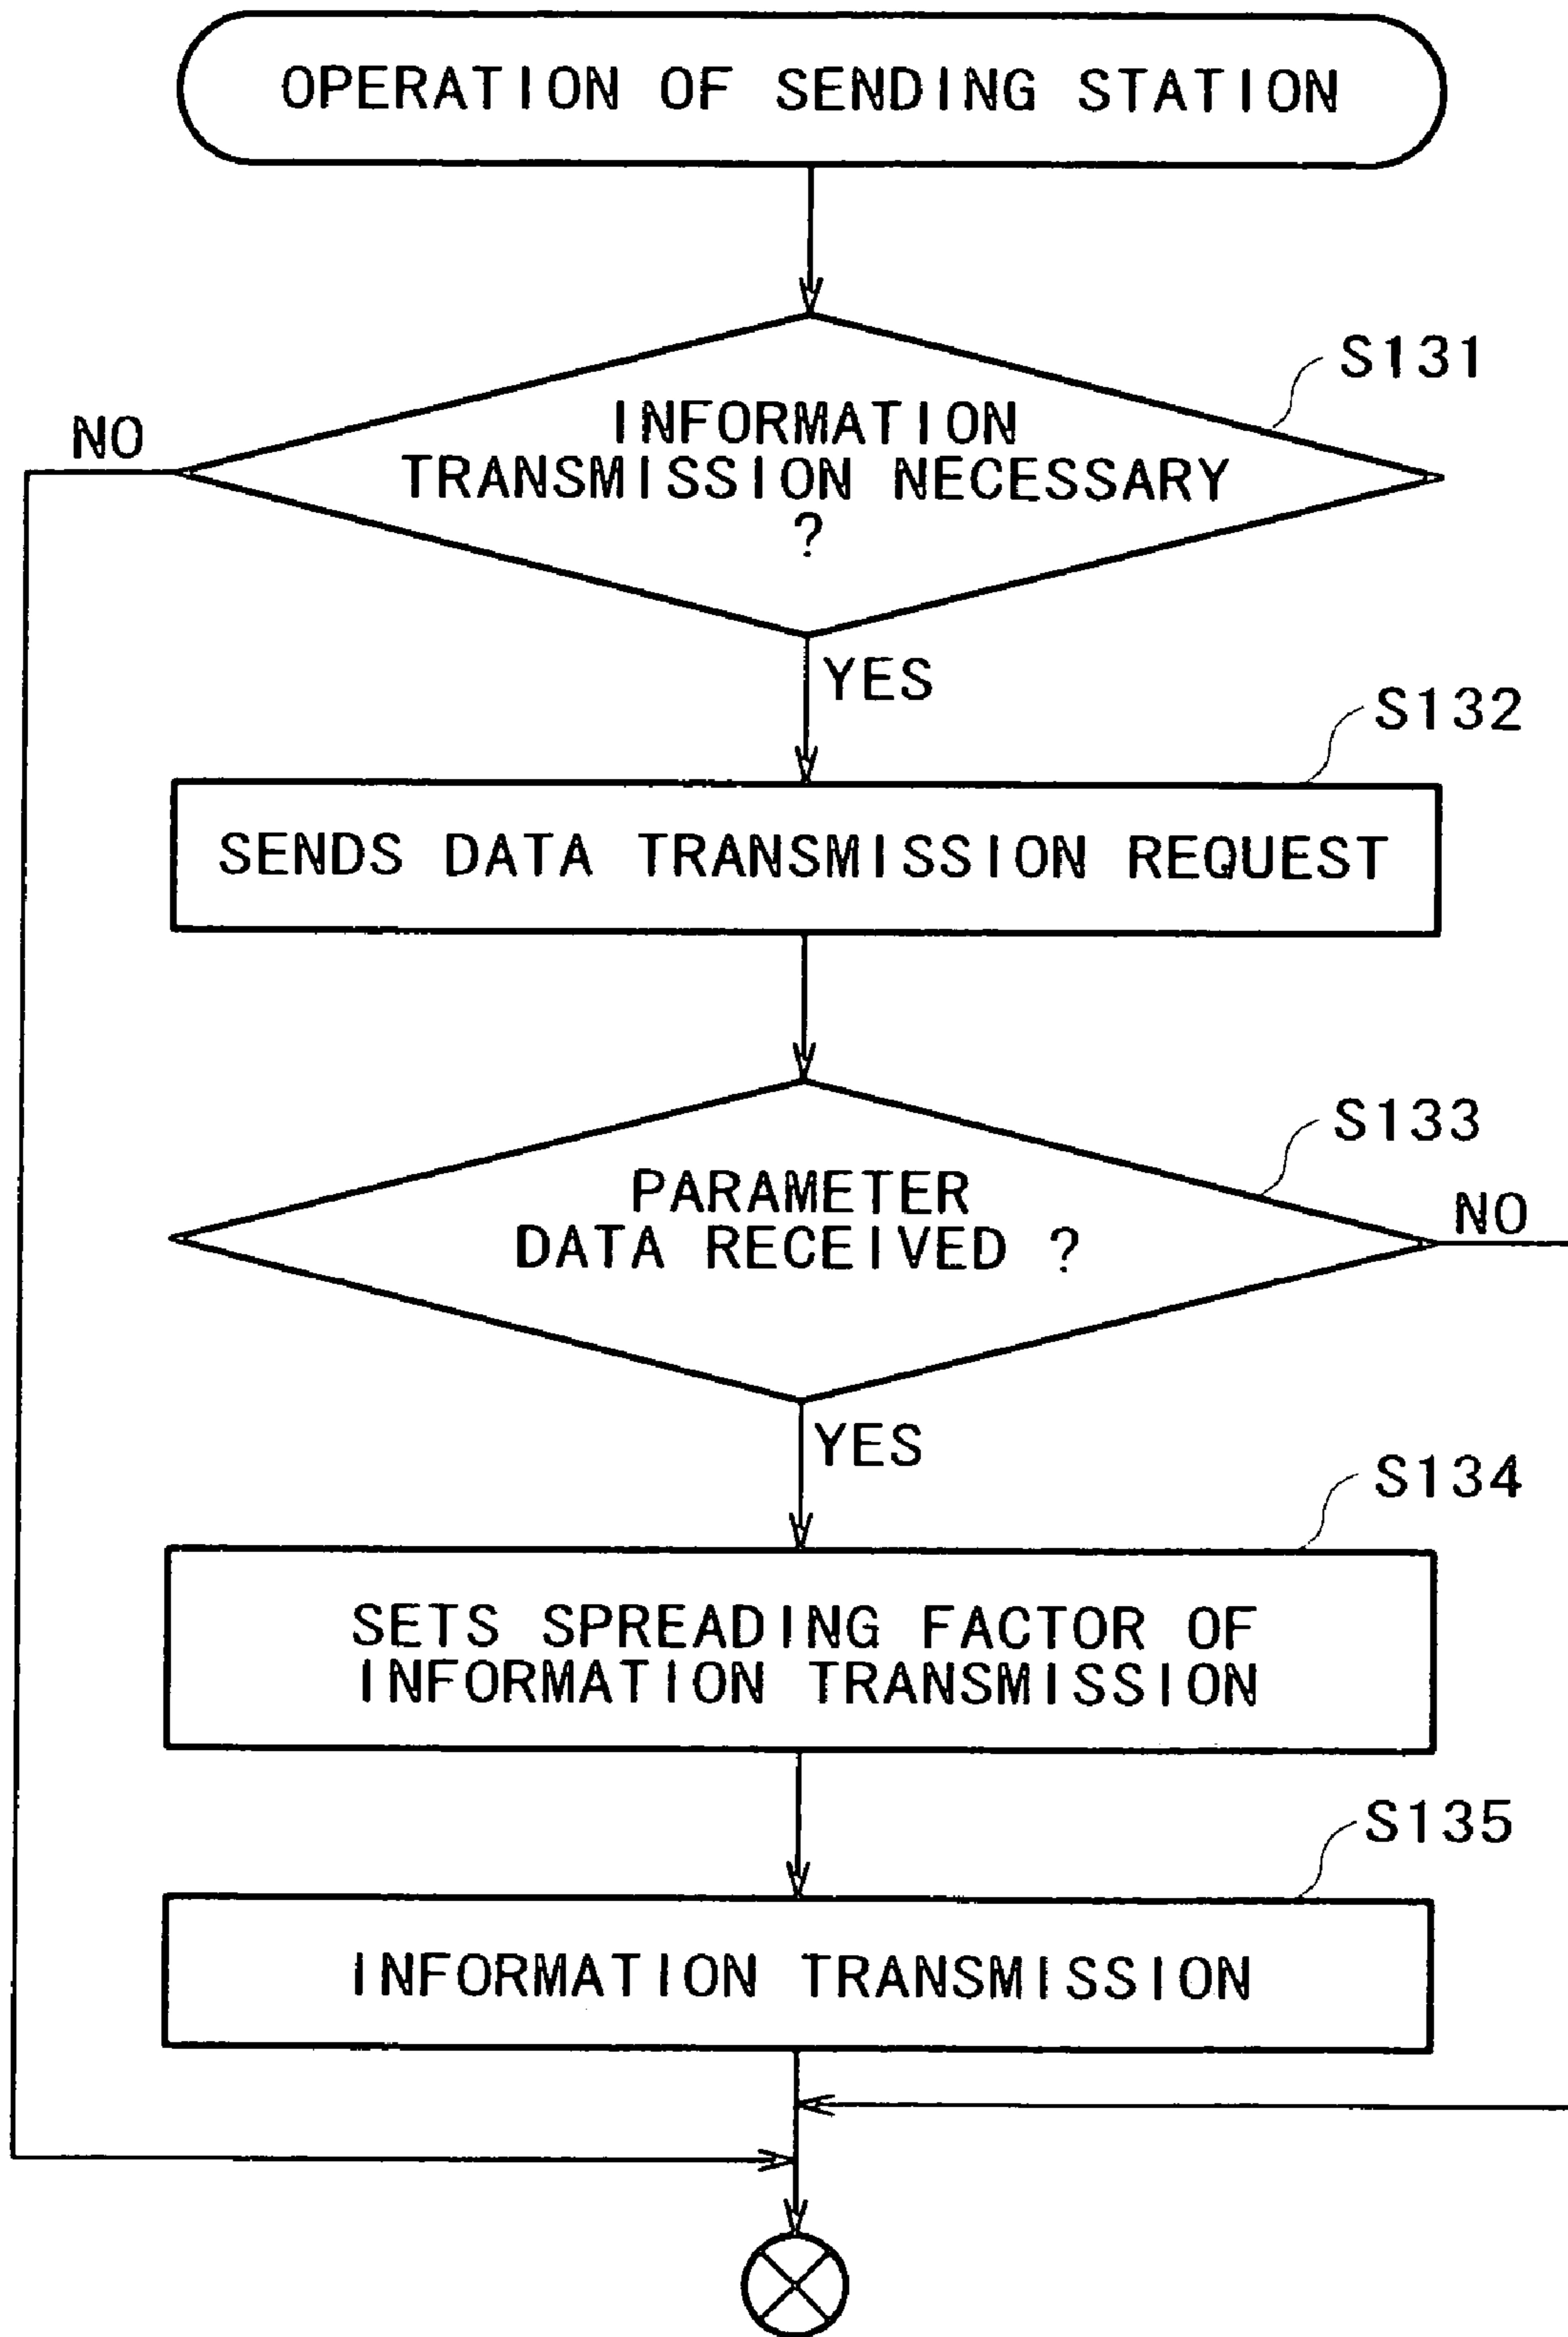 OPERATION OF SENDING STATION
S131
NO
INFORMATION
TRANSMISSION NECESSARY
?
YES
S132
SENDS DATA TRANSMISSION REQUEST
S133
PARAMETER
DATA RECEIVED ?
NO
YES
S134
SETS SPREADING FACTOR OF
INFORMATION TRANSMISSION
S135
INFORMATION TRANSMISSION